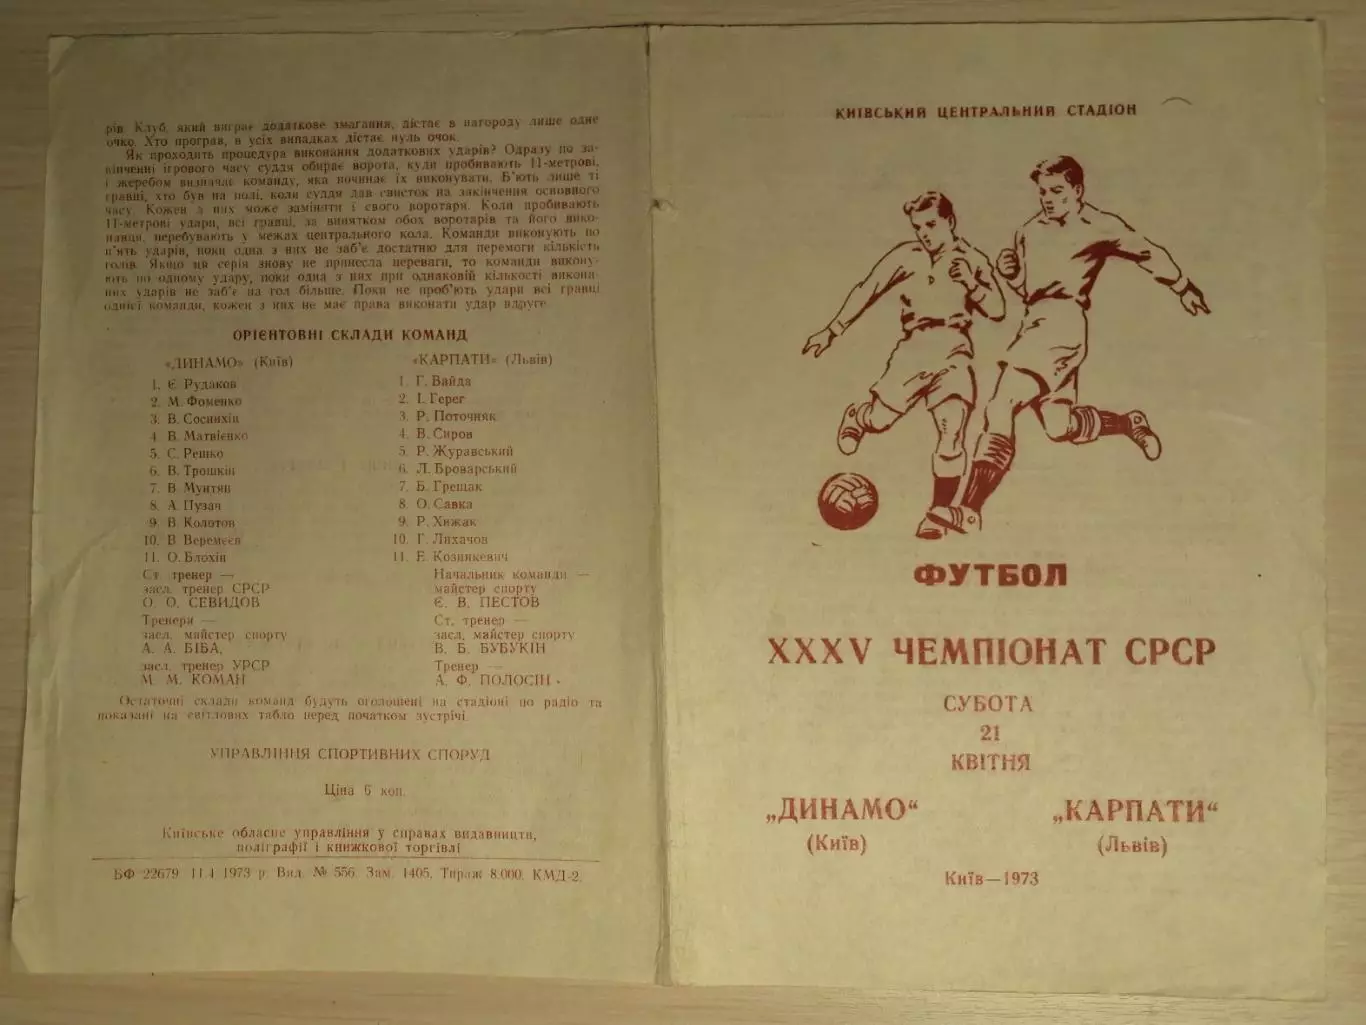 рів. Клуб, який виграє додаткове змагання, дістає в нагороду лише одне
очко. Хто програв, в усіх випадках дістає нуль очок.
Як проходить процедура виконання додаткових ударів? Одразу по за-
кінченні ігрового часу суддя обирає ворота, куди пробивають 11-метрові,
і жеребом визначає команду, яка починає їх виконувати. Б'ють лише ті
гравці, хто був на полі, коли суддя дав свисток на закінчення основного
часу. Кожен з них може замінити і свого воротаря. Коли пробивають
11-метрові удари, всі гравці, за винятком обох воротарів та його вико-
навця, перебувають у межах центрального кола. Команди виконують по
п'ять ударів, поки одна з них не заб'є достатню для перемоги кількість
голів. Якщо ця серія знову не принесла переваги, то команди викону-
ють по одному удару, поки одна з них при однаковій кількості викона-
них ударів не заб'є на гол більше. Поки не проб'ють удари всі гравці
однієї команди, кожен з них не має права виконати удар вдруге.
ОРІЄНТОВНІ СКЛАДИ КОМАНД
«ДИНАМО» (Київ)
1. Є. Рудаков
2. М. Фоменко
3. В. Соснихін
4. В. Матвієнко
5. С. Решко
6. В. Трошкін
7. В. Мунтян
8. А. Пузач
9. В. Колотов
10. В. Веремєєв
11. О. Блохін
Ст. тренер —
засл. тренер СРСР
О. О. СЕВИДОВ
Тренери —
засл. майстер спорту
А. А. БІБА,
засл. тренер УРСР
М. М. КОМАН
«КАРПАТИ» (Львів)
1. Г. Вайда
2. І. Герег
3. Р. Поточняк
4. В. Сиров
5. Р. Журавський
6. Л. Броварський
7. Б. Грещак
8. О. Савка
9. Р. Хижак
10. Г. Лихачов
11. Е. Козинкевич
Начальник команди —
майстер спорту
Є. В. ПЕСТОВ
Ст. тренер —
засл. майстер спорту
В. Б. БУБУКІН
Тренер —
А. Ф. ПОЛОСІН
Остаточні склади команд будуть оголошені на стадіоні по радіо та
показані на світлових табло перед початком зустрічі.
УПРАВЛІННЯ СПОРТИВНИХ СПОРУД
Ціна 6 коп.
Київське обласне управління у справах видавництв,
поліграфії і книжкової торгівлі
БФ 22679 11.4 1973 р. Вид. № 556. Зам. 1405. Тираж 8.000. КМД-2.
КИЇВСЬКИЙ ЦЕНТРАЛЬНИЙ СТАДІОН
ФУТБОЛ
XXXV ЧЕМПІОНАТ СРСР
СУБОТА
21
КВІТНЯ
„ДИНАМО“ „КАРПАТИ“
(Київ) (Львів)
Київ—1973